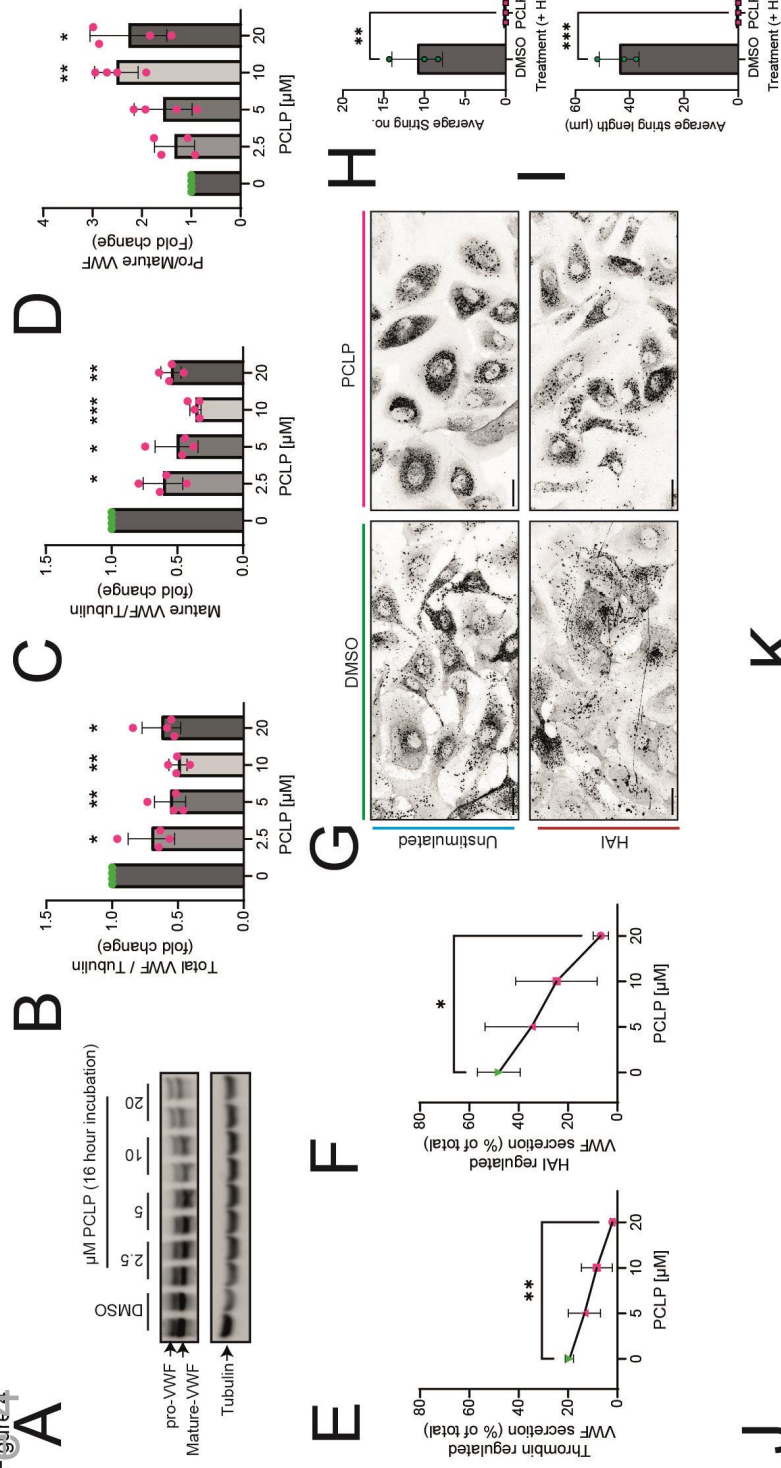 A
µM PCLP (16 hour incubation)
DMSO 2.5 5 10 20
pro-VWF
Mature-VWF
Tubulin
B
Total VWF / Tubulin
(fold change)
1.5
1.0
0.5
0.0
* ** ** *
0 2.5 5 10 20
PCLP [µM]
C
Mature VWF/Tubulin
(fold change)
1.5
1.0
0.5
0.0
* * *** **
0 2.5 5 10 20
PCLP [µM]
D
Pro/Mature VWF
(Fold change)
4
3
2
1
0
** *
0 2.5 5 10 20
PCLP [µM]
E
Thrombin regulated
VWF secretion (% of total)
80
60
40
20
0
**
0 5 10 20
PCLP [µM]
F
HAI regulated
VWF secretion (% of total)
80
60
40
20
0
*
0 5 10 20
PCLP [µM]
G
DMSO PCLP
Unstimulated
HAI
H
Average String no.
20
15
10
5
0
**
DMSO PCLP
Treatment (+ H
I
Average string length (µm)
60
40
20
0
***
DMSO PCLP
Treatment (+ H
J
K